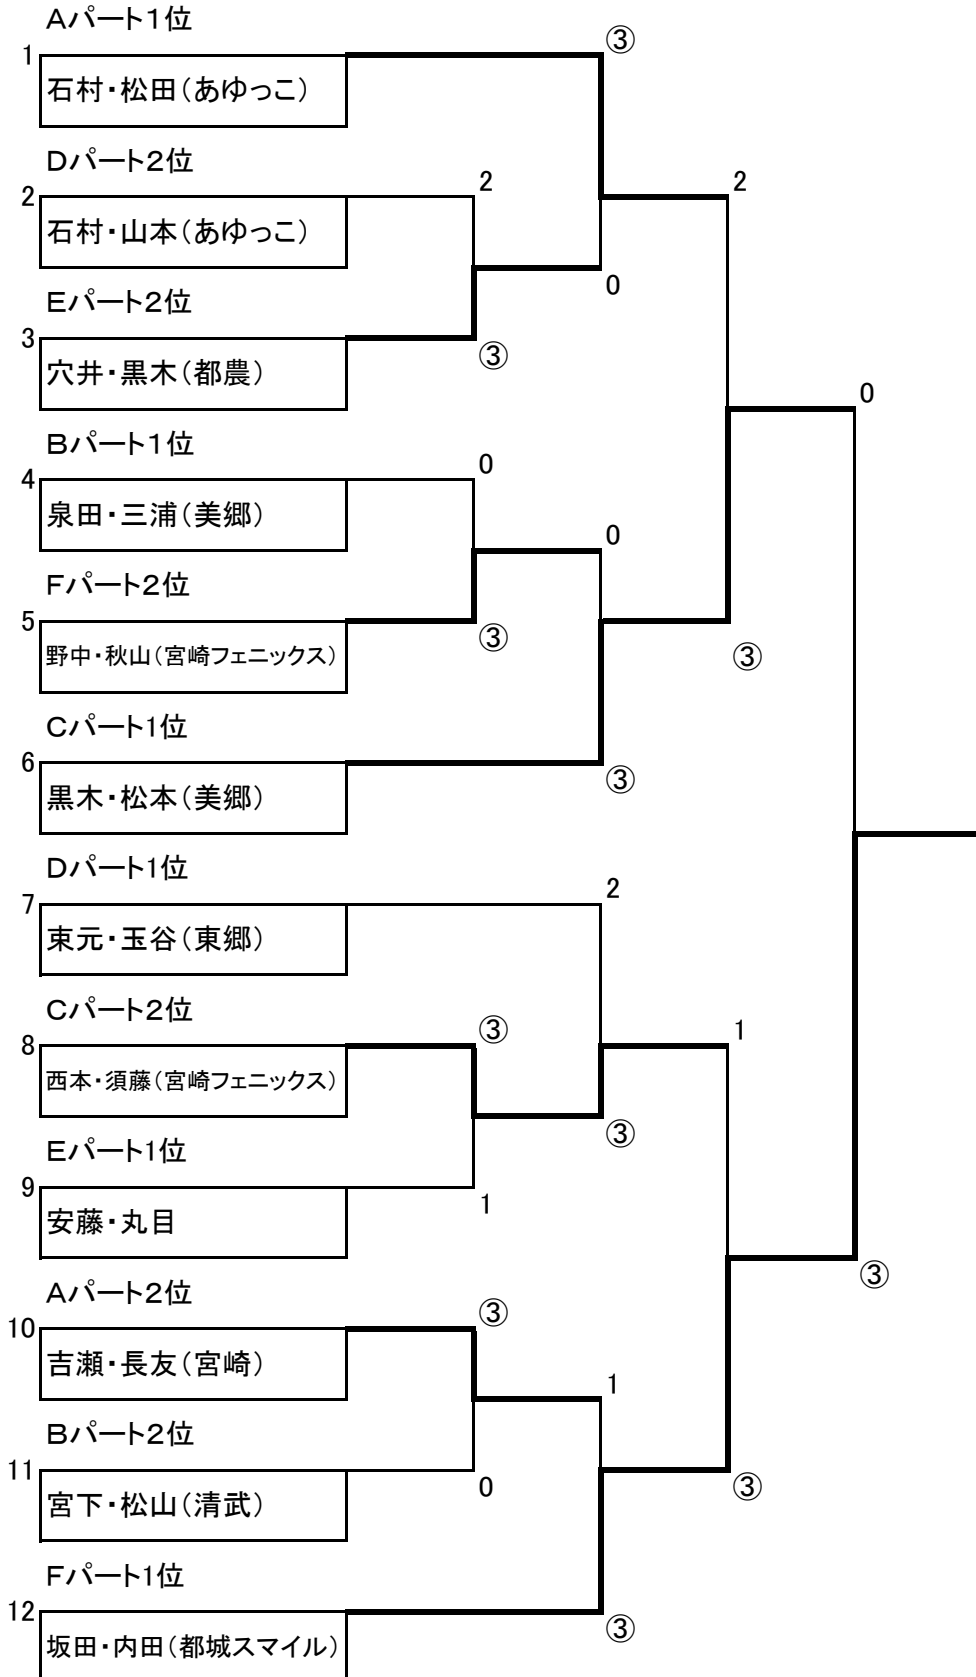 Aパート1位
③
1
石村・松田（あゆっこ）
Dパート2位
2
2
2
石村・山本（あゆっこ）
0
Eパート2位
3
③
穴井・黒木（都農）
0
Bパート1位
4
0
泉田・三浦（美郷）
0
Fパート2位
5
③
野中・秋山（宮崎フェニックス）
③
Cパート1位
6
③
黒木・松本（美郷）
Dパート1位
7
2
束元・玉谷（東郷）
Cパート2位
8
③
1
西本・須藤（宮崎フェニックス）
③
Eパート1位
9
1
安藤・丸目
③
Aパート2位
10
③
吉瀬・長友（宮崎）
1
Bパート2位
11
0
③
宮下・松山（清武）
Fパート1位
12
③
坂田・内田（都城スマイル）